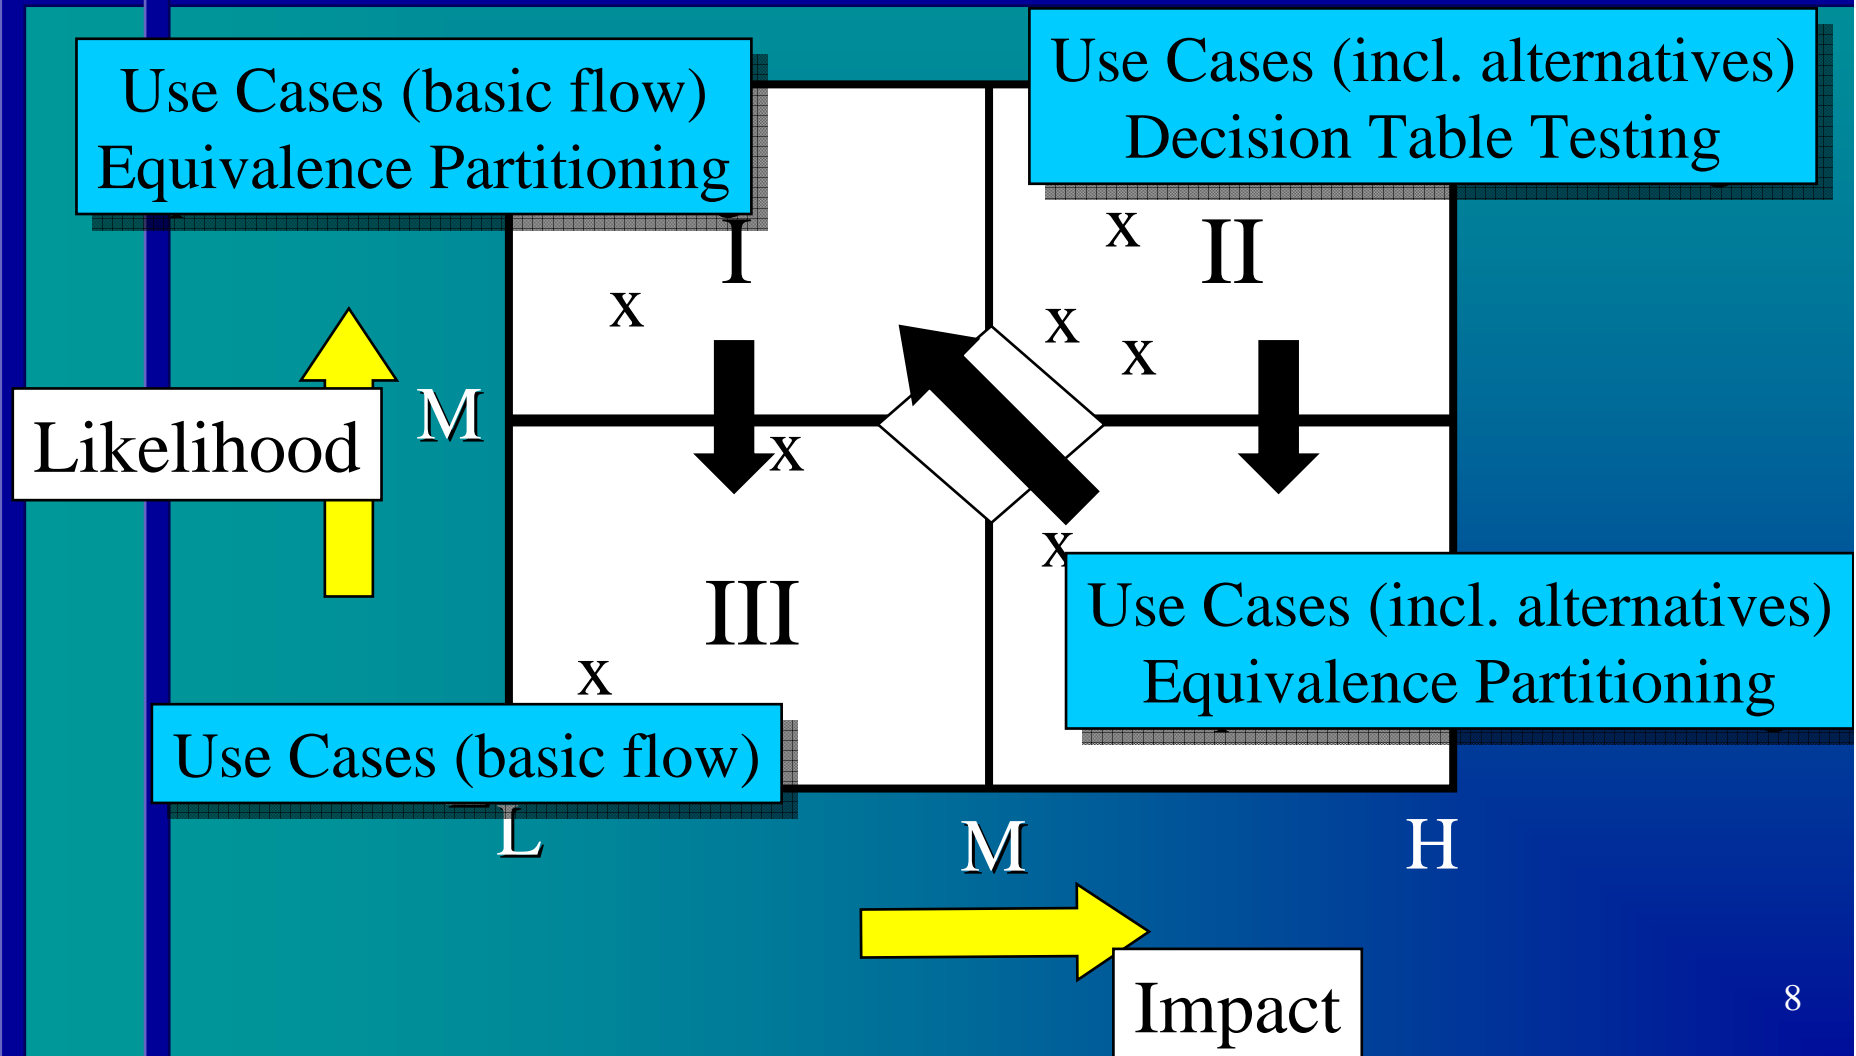 Use Cases (basic flow)
Equivalence Partitioning
Use Cases (incl. alternatives)
Decision Table Testing
I
x
II
x
x
x
Likelihood
M
x
x
III
x
Use Cases (incl. alternatives)
Equivalence Partitioning
Use Cases (basic flow)
L
M
H
Impact
8